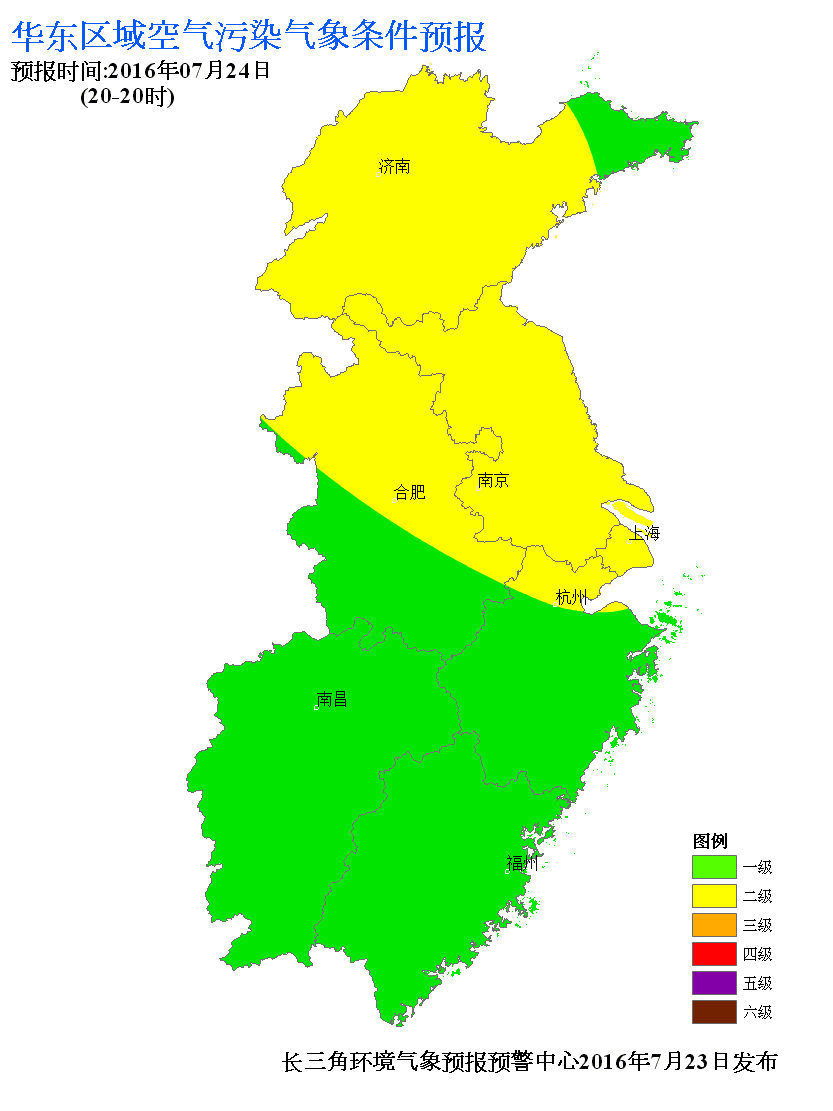 华东区域空气污染气象条件预报
预报时间:2016年07月24日
(20-20时)
济南
南京
合肥
上海
杭州
南昌
福州
图例
一级
二级
三级
四级
五级
六级
长三角环境气象预报预警中心2016年7月23日发布